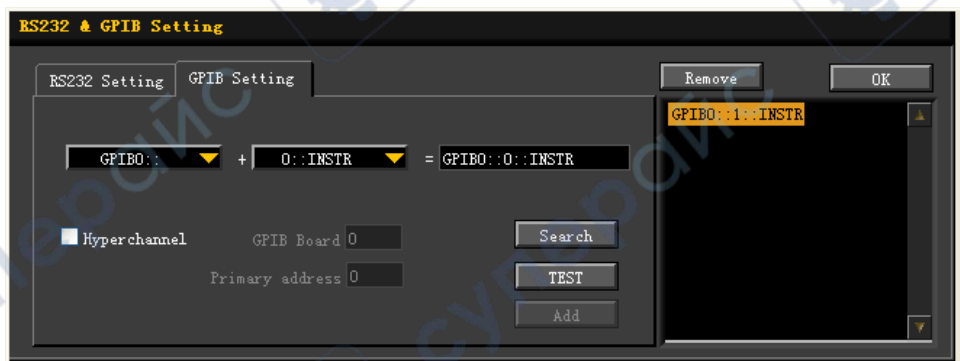 RS232 & GPIB Setting
RS232 Setting
GPIB Setting
Remove
OK
GPIB0::1::INSTR
GPIB0:: + 0::INSTR = GPIB0::0::INSTR
Hyperchannel
GPIB Board 0
Search
Primary address 0
TEST
Add
суперайс